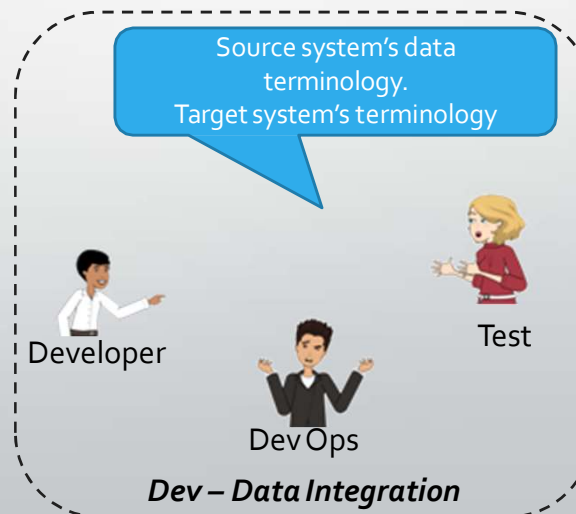 Source system’s data
terminology.
Target system’s terminology
Developer
Test
Dev Ops
Dev – Data Integration